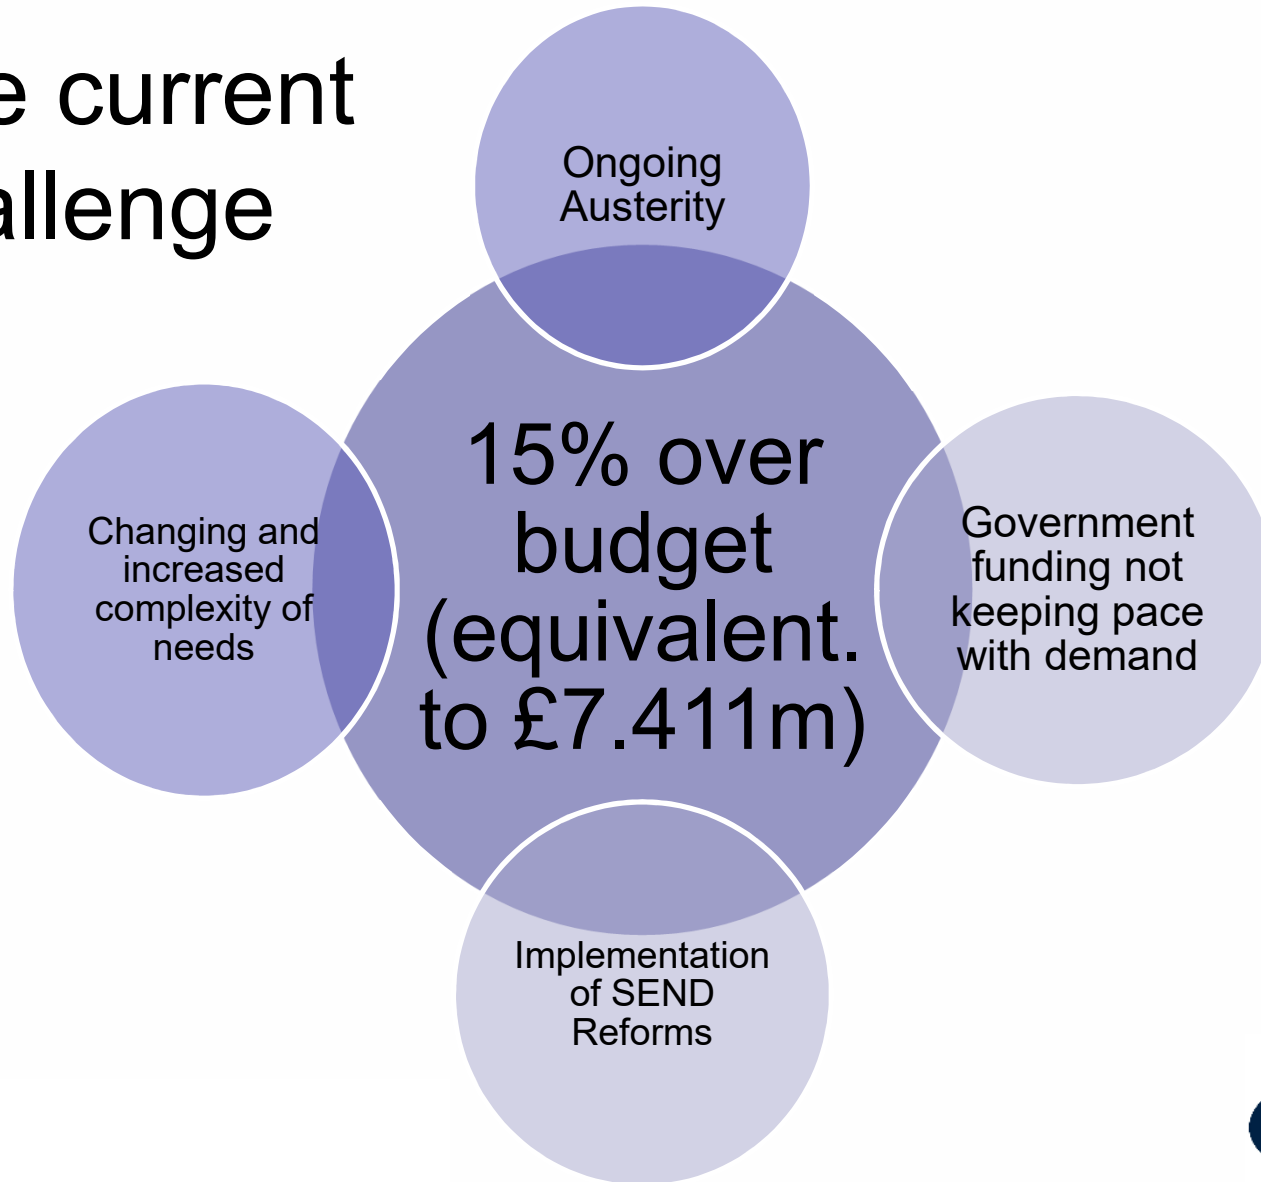 e current
allenge
Ongoing
Austerity
Changing and
increased
complexity of
needs
15% over
budget
(equivalent.
to £7.411m)
Government
funding not
keeping pace
with demand
Implementation
of SEND
Reforms